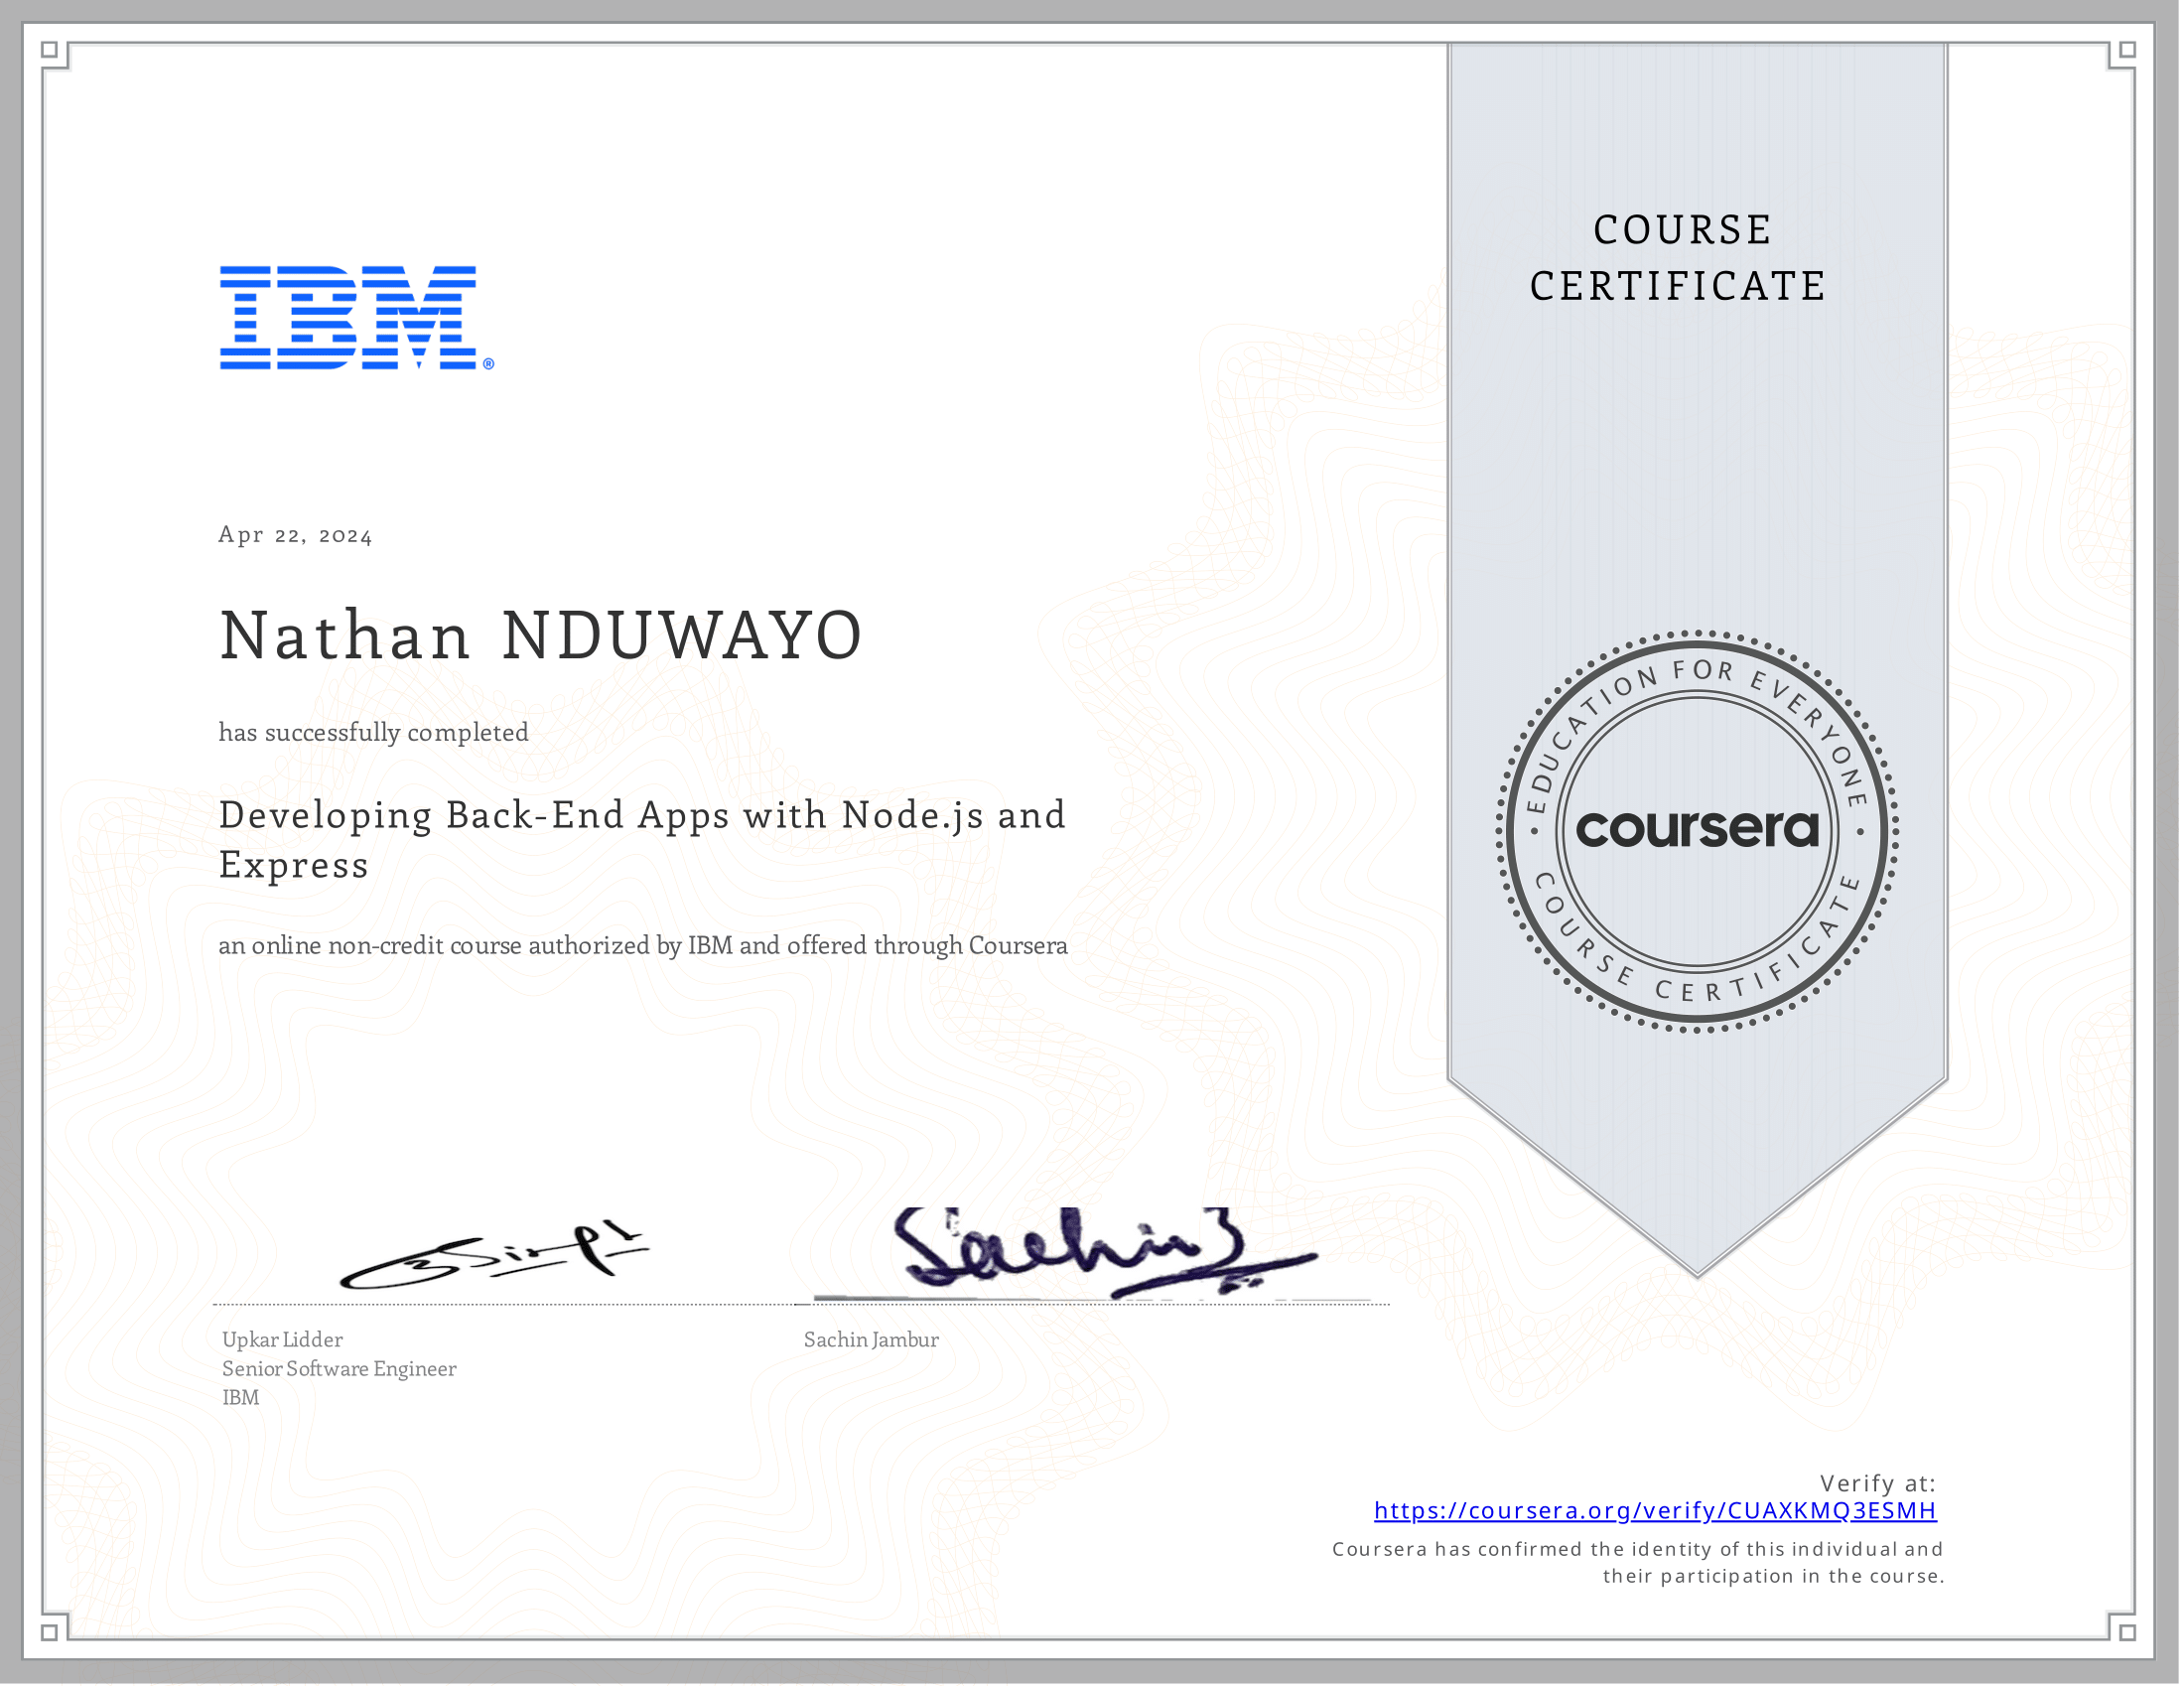 COURSE
CERTIFICATE
IBM®
Apr 22, 2024
Nathan NDUWAYO
has successfully completed
Developing Back-End Apps with Node.js and
Express
an online non-credit course authorized by IBM and offered through Coursera
EDUCATION FOR EVERYONE
coursera
COURSE CERTIFICATE
Sachin J
Upkar Lidder
Senior Software Engineer
IBM
Sachin Jambur
Verify at:
https://coursera.org/verify/CUAXKMQ3ESMH
Coursera has confirmed the identity of this individual and
their participation in the course.